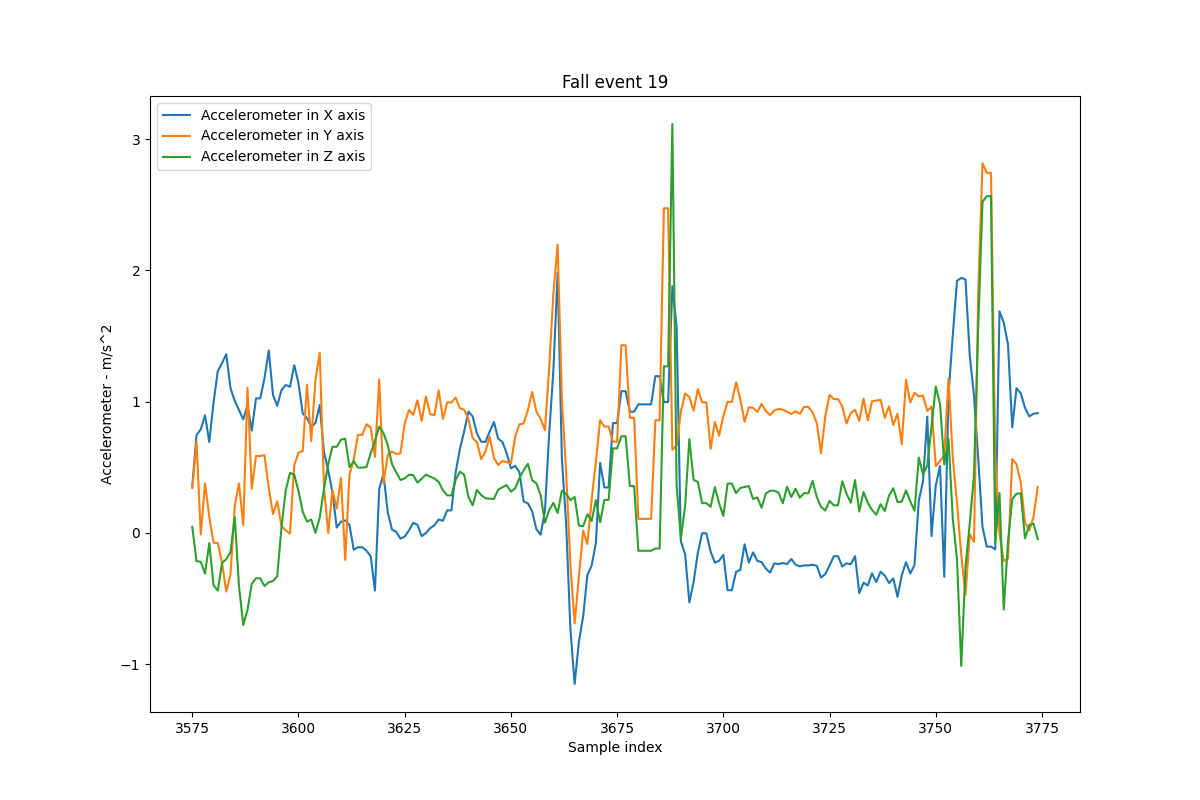 Fall event 19
Accelerometer in X axis
Accelerometer in Y axis
Accelerometer in Z axis
3
2
1
0
−1
Accelerometer - m/s^2
3575 3600 3625 3650 3675 3700 3725 3750 3775
Sample index